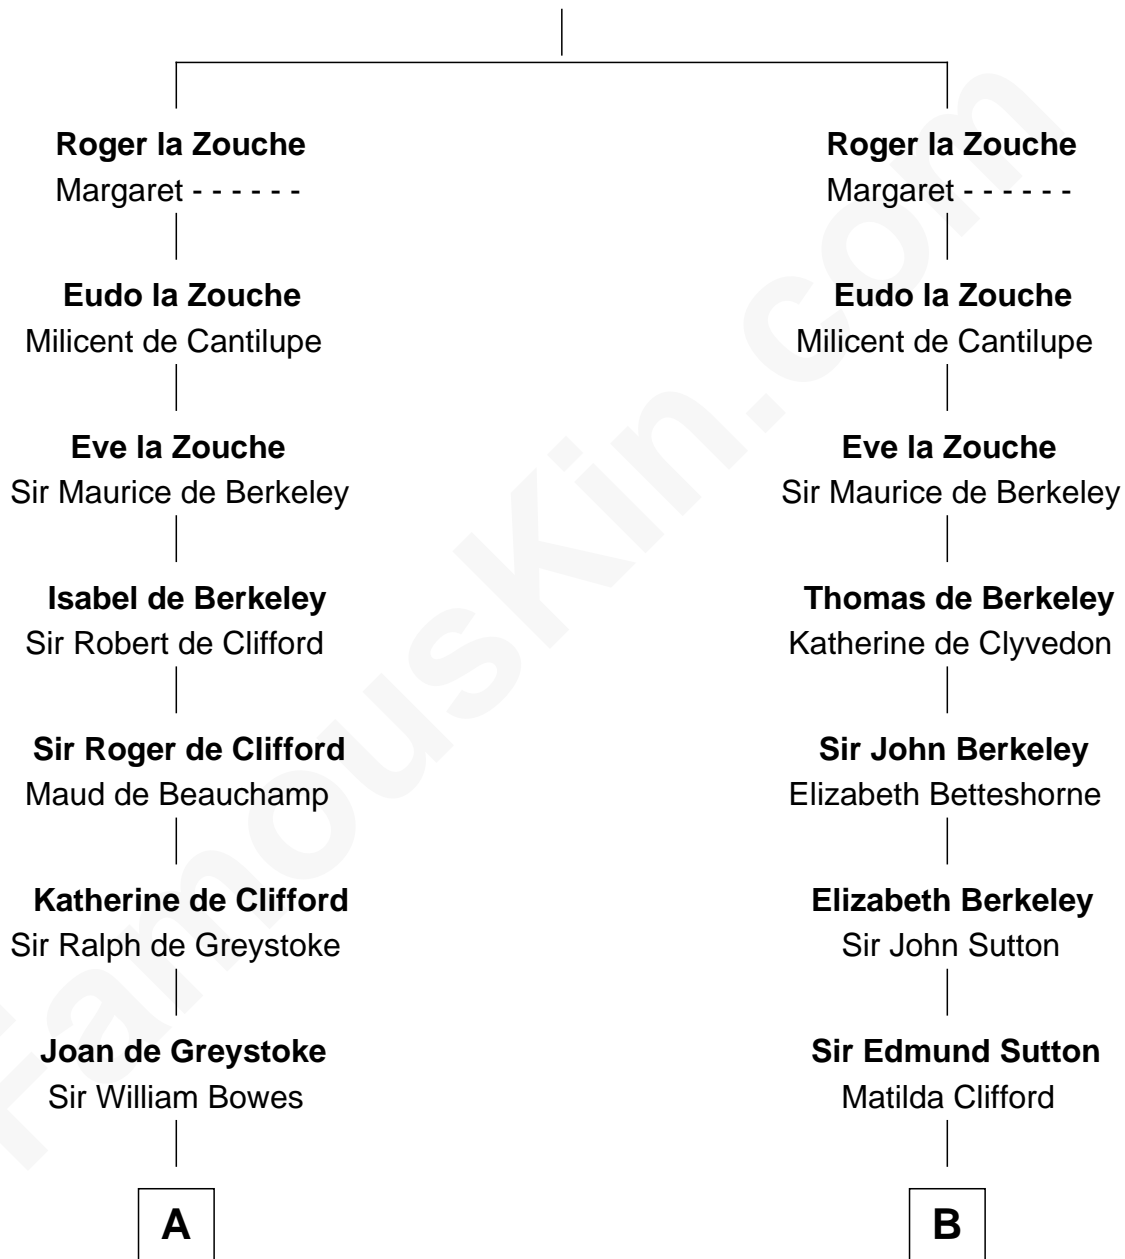 Roger la Zouche
Margaret - - - - - -
Eudo la Zouche
Milicent de Cantilupe
Eve la Zouche
Sir Maurice de Berkeley
Isabel de Berkeley
Sir Robert de Clifford
Sir Roger de Clifford
Maud de Beauchamp
Katherine de Clifford
Sir Ralph de Greystoke
Joan de Greystoke
Sir William Bowes
A
Roger la Zouche
Margaret - - - - - -
Eudo la Zouche
Milicent de Cantilupe
Eve la Zouche
Sir Maurice de Berkeley
Thomas de Berkeley
Katherine de Clyvedon
Sir John Berkeley
Elizabeth Betteshorne
Elizabeth Berkeley
Sir John Sutton
Sir Edmund Sutton
Matilda Clifford
B
FamousKin.com